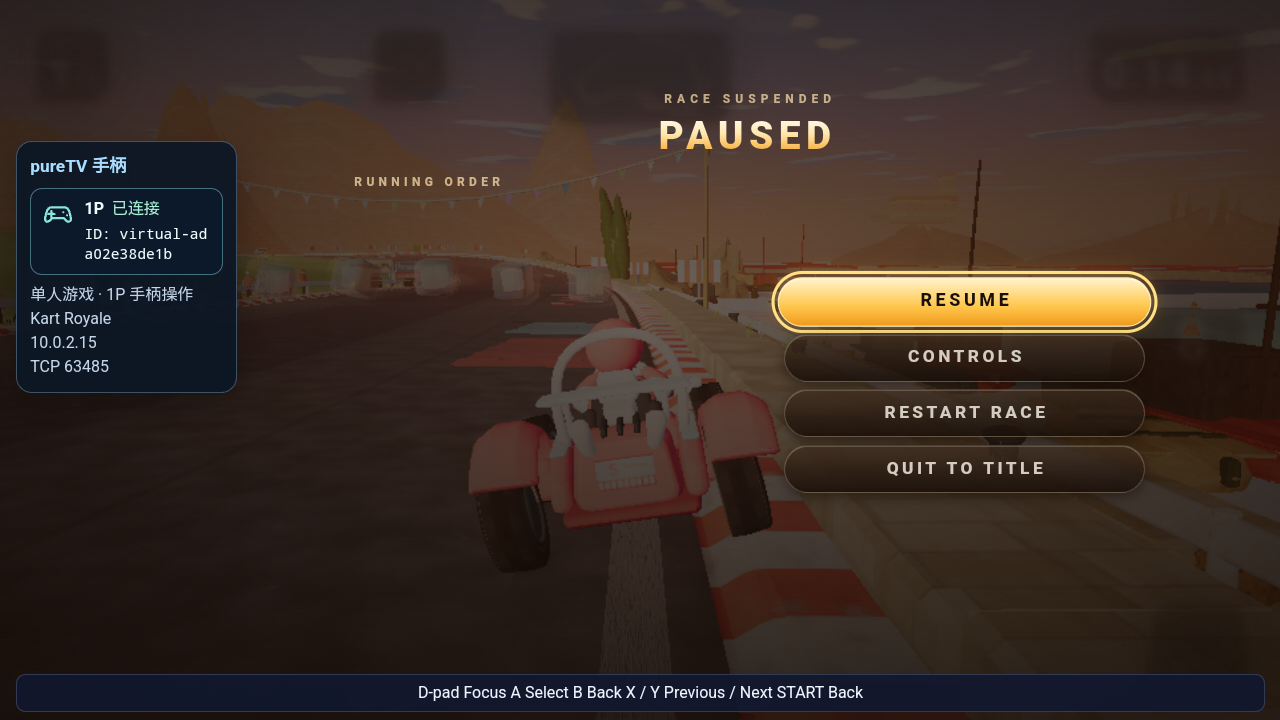 RACE SUSPENDED
PAUSED
pureTV 手柄
1P 已连接
ID: virtual-ad
a02e38de1b
单人游戏 · 1P 手柄操作
Kart Royale
10.0.2.15
TCP 63485
RUNNING ORDER
RESUME
CONTROLS
RESTART RACE
QUIT TO TITLE
D-pad Focus A Select B Back X / Y Previous / Next START Back